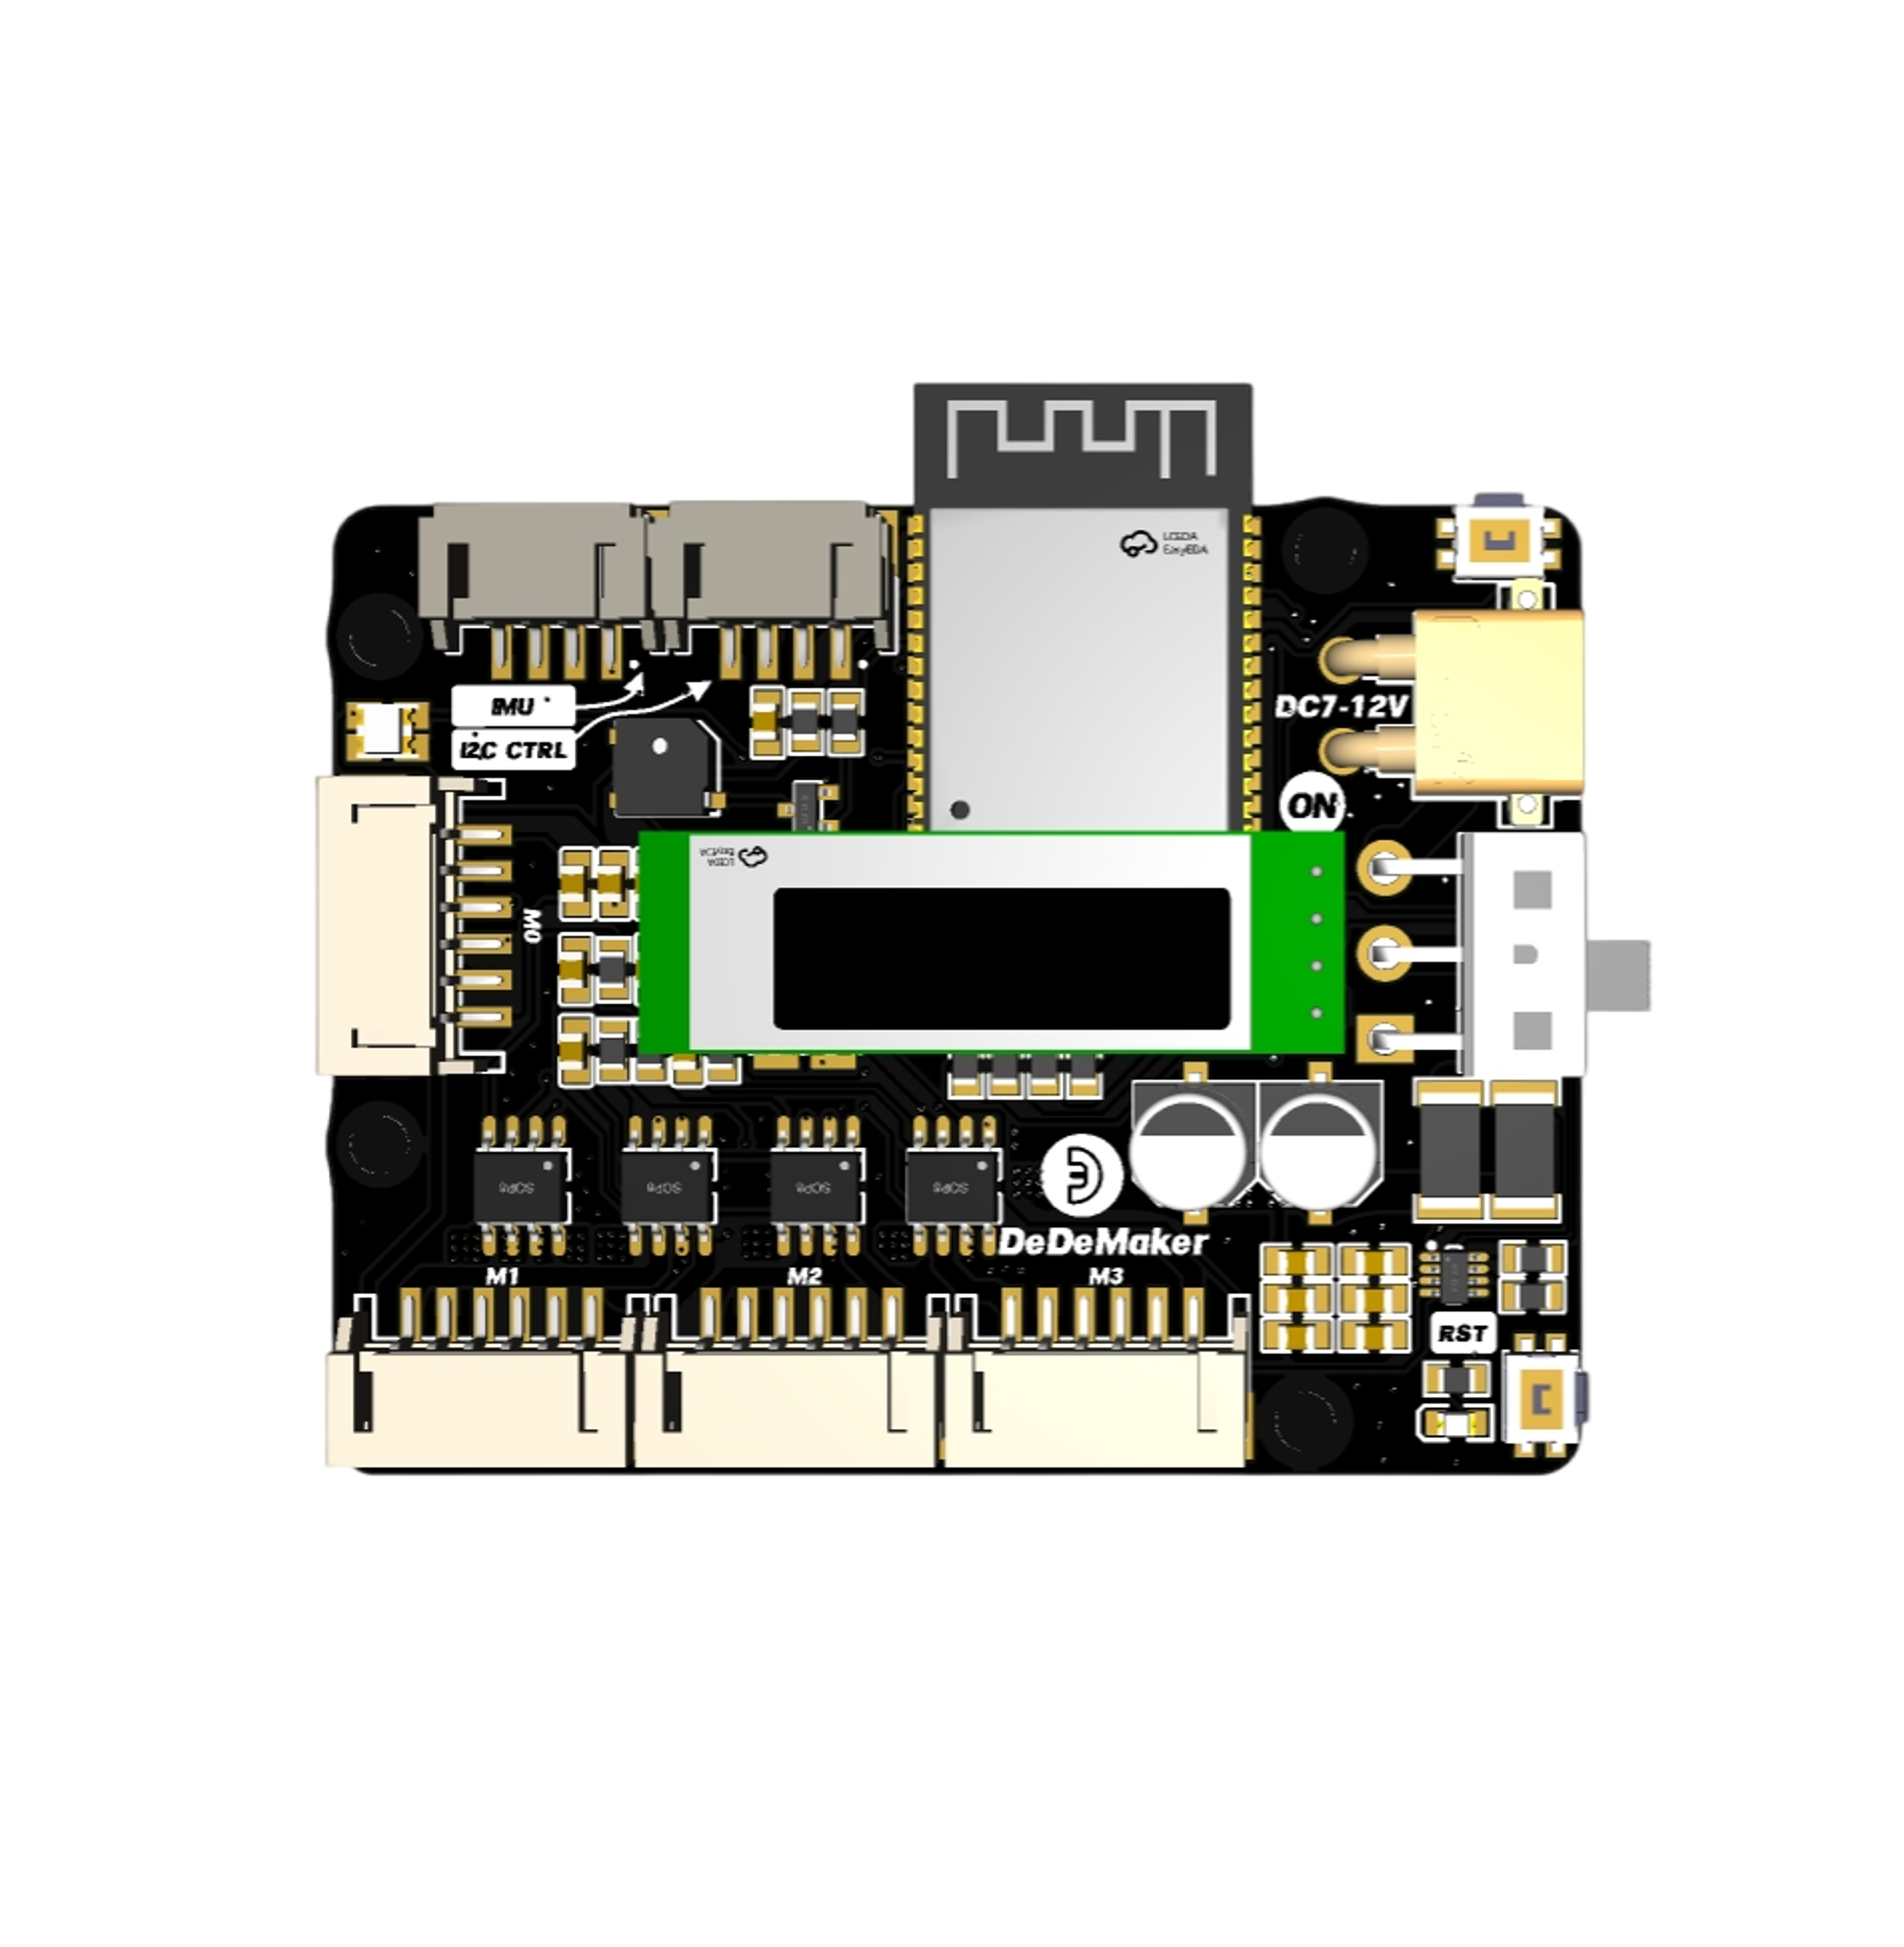 LCEDA
EasyEDA
IMU
I2C CTRL
DC7-12V
ON
LCEDA
EasyEDA
M0
SOP8
SOP8
SOP8
SOP8
DeDeMaker
M1
M2
M3
RST